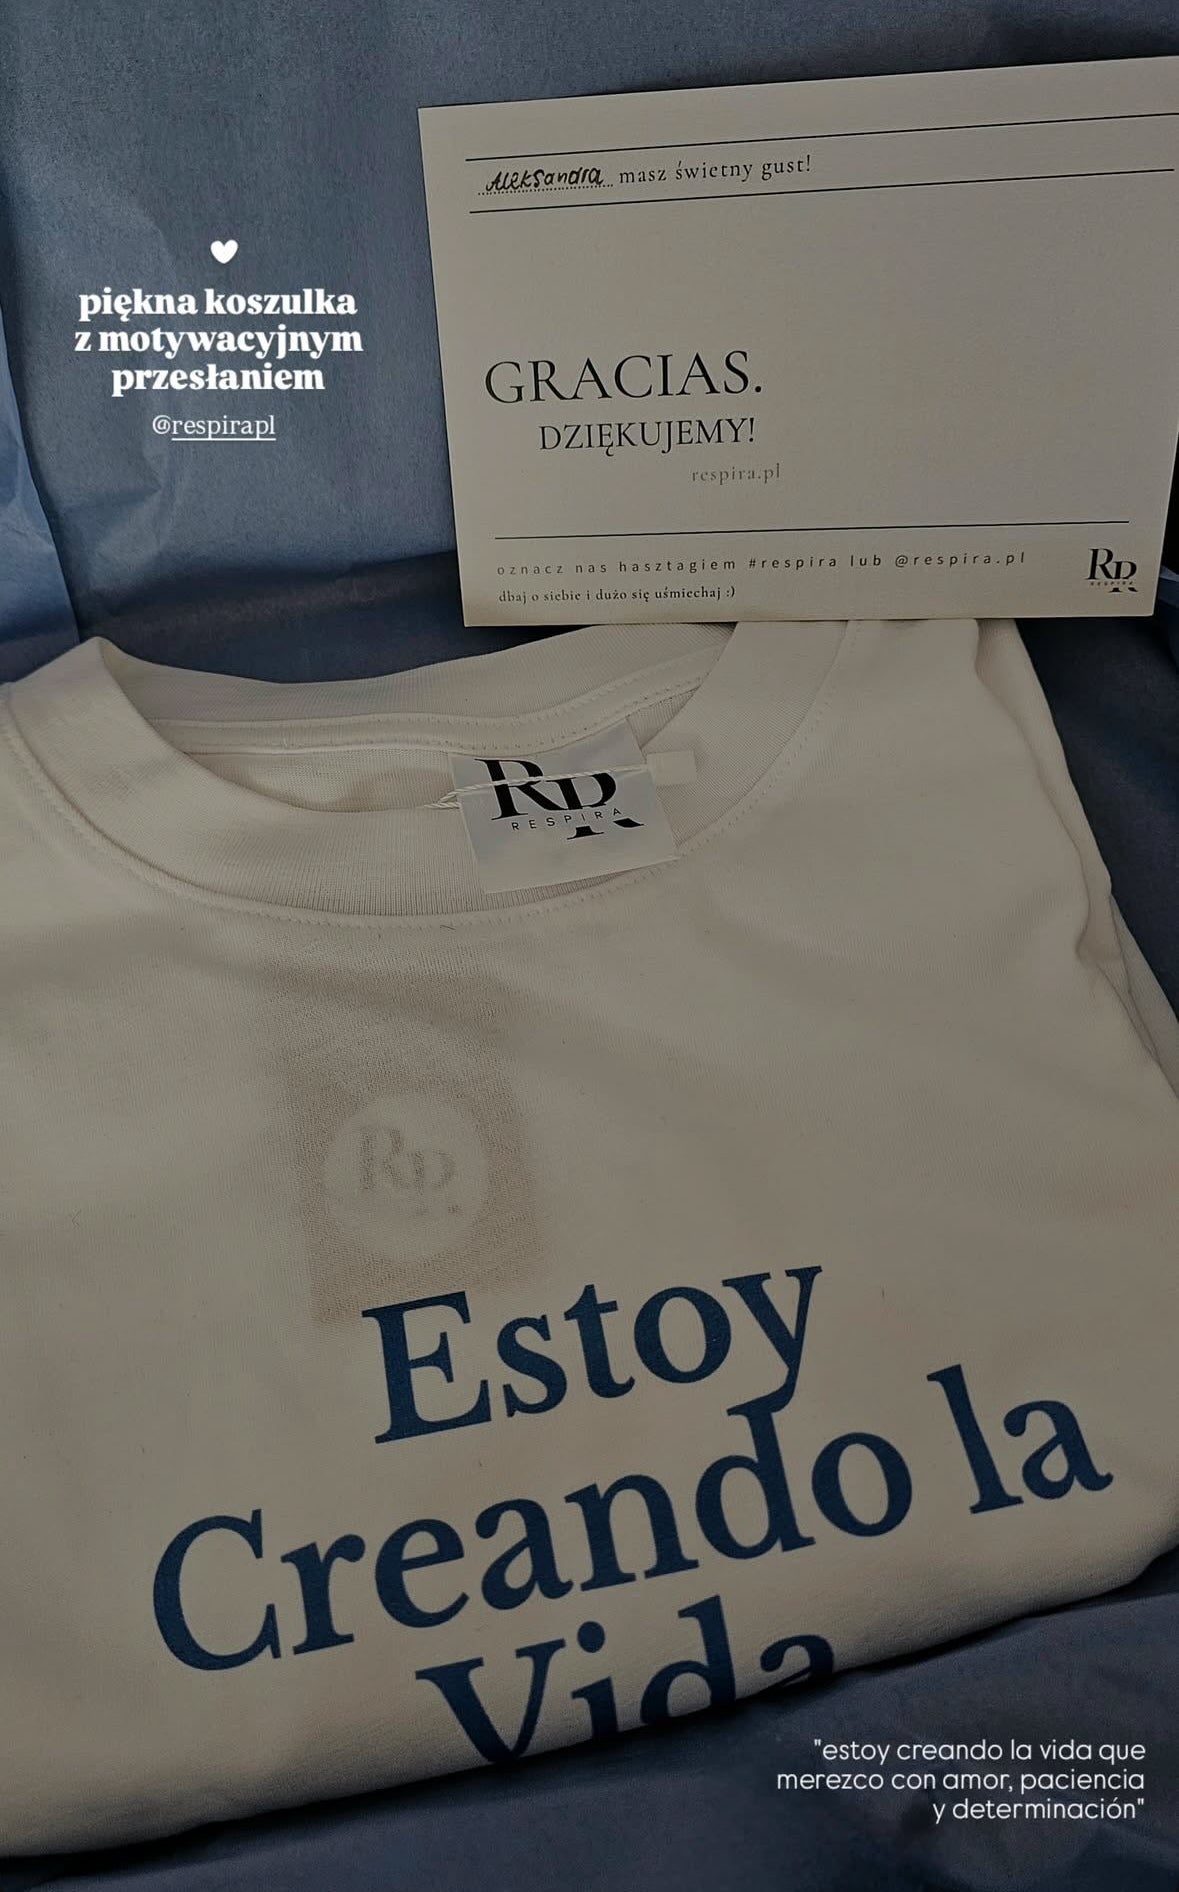 Aleksandra masz świetny gust!
piękna koszulka
z motywacyjnym
przesłaniem
@respirapl
GRACIAS.
DZIĘKUJEMY!
respira.pl
oznacz nas hasztagiem #respira lub @respira.pl
dbaj o siebie i dużo się uśmiechaj :)
RR
RESPIRA
RR
RESPIRA
RR
Estoy
Creando la
Vida
"estoy creando la vida que
merezco con amor, paciencia
y determinación"